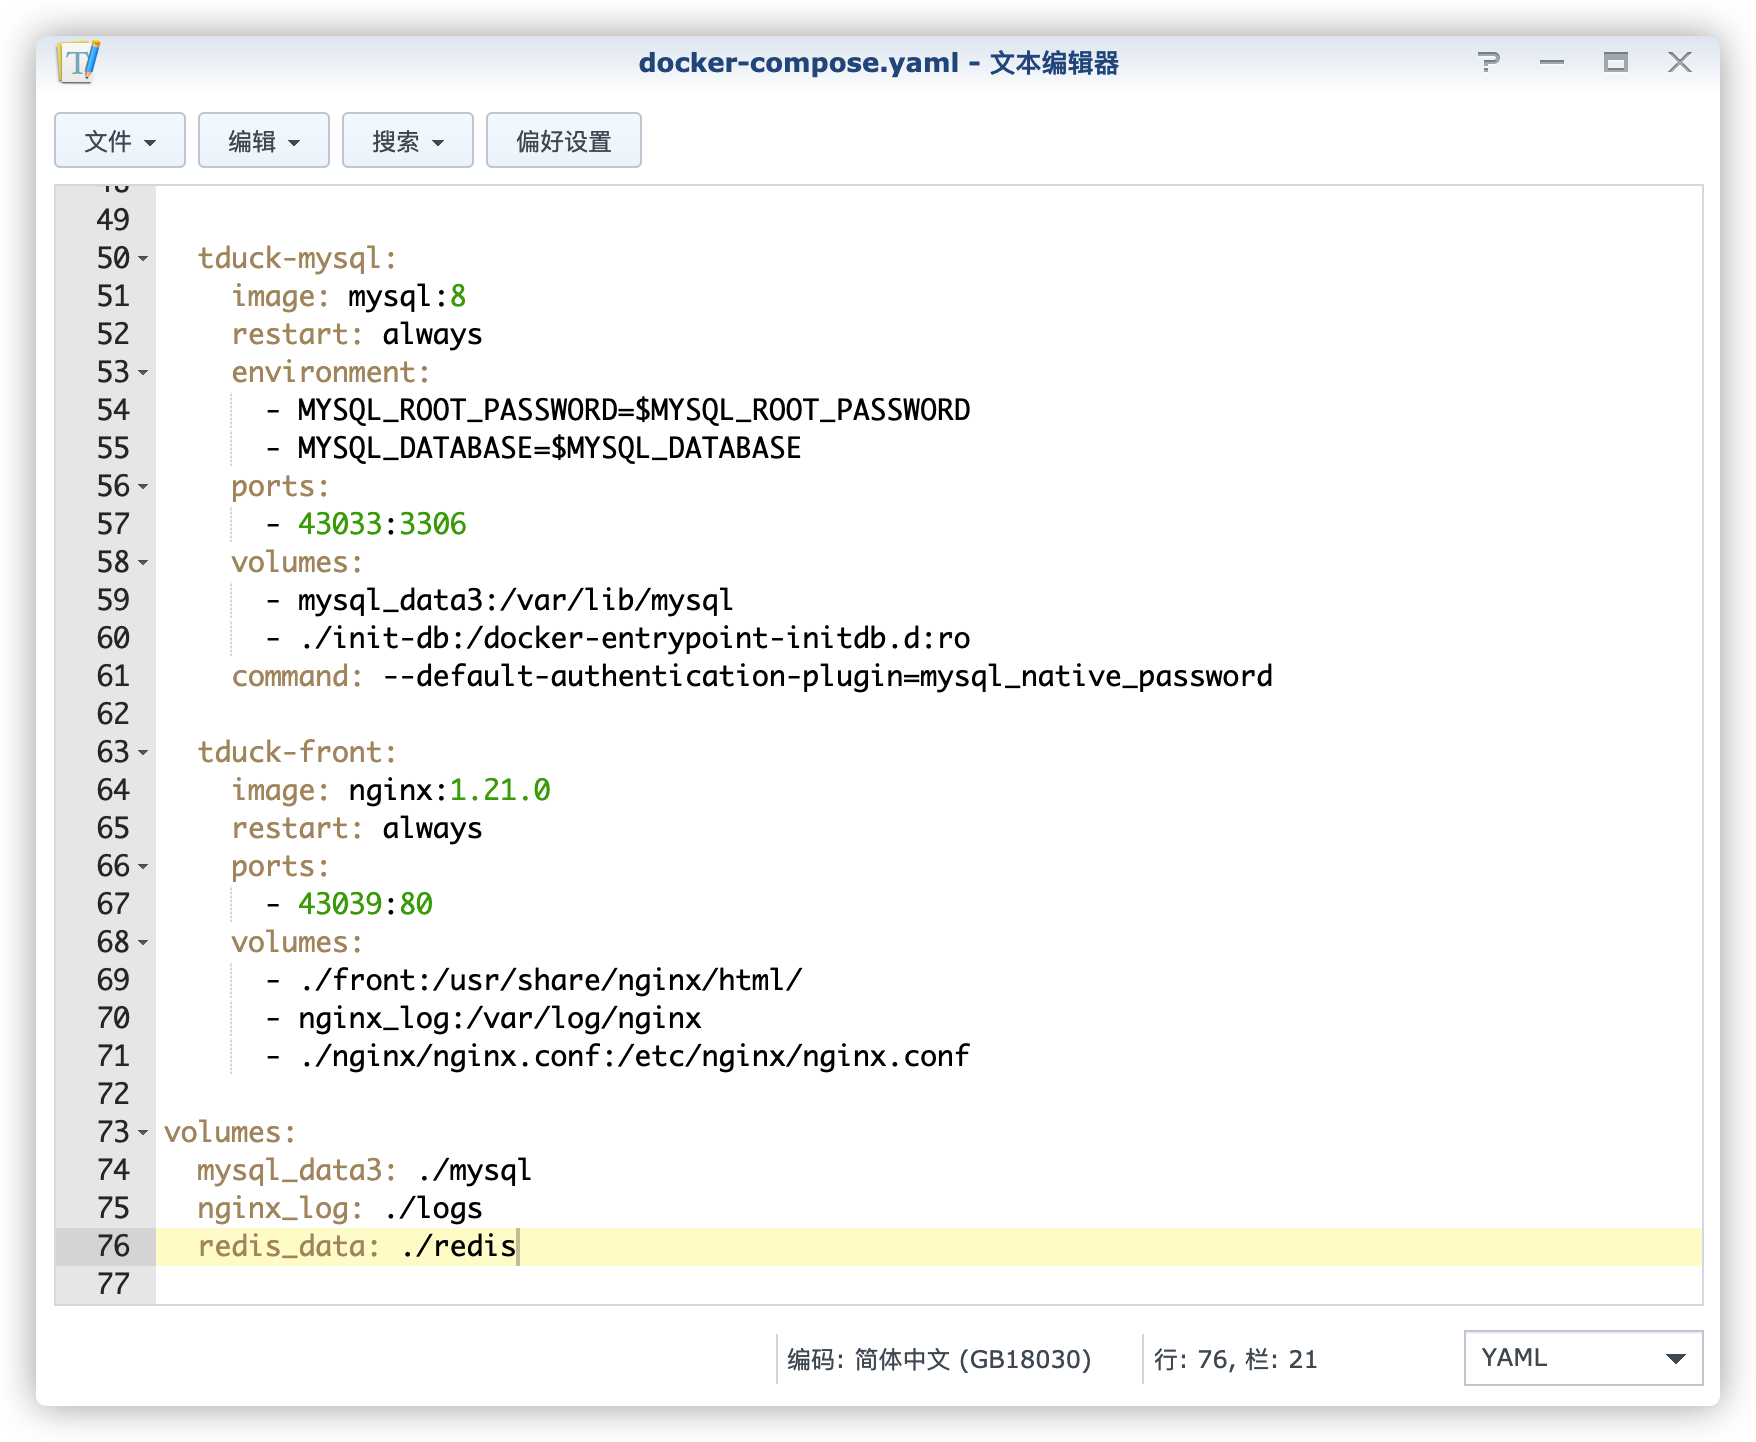 docker-compose.yaml - 文本编辑器
文件 编辑 搜索 偏好设置
49
50 tduck-mysql:
51 image: mysql:8
52 restart: always
53 environment:
54 - MYSQL_ROOT_PASSWORD=$MYSQL_ROOT_PASSWORD
55 - MYSQL_DATABASE=$MYSQL_DATABASE
56 ports:
57 - 43033:3306
58 volumes:
59 - mysql_data3:/var/lib/mysql
60 - ./init-db:/docker-entrypoint-initdb.d:ro
61 command: --default-authentication-plugin=mysql_native_password
62
63 tduck-front:
64 image: nginx:1.21.0
65 restart: always
66 ports:
67 - 43039:80
68 volumes:
69 - ./front:/usr/share/nginx/html/
70 - nginx_log:/var/log/nginx
71 - ./nginx/nginx.conf:/etc/nginx/nginx.conf
72
73 volumes:
74 mysql_data3: ./mysql
75 nginx_log: ./logs
76 redis_data: ./redis
77
编码: 简体中文 (GB18030) 行: 76, 栏: 21 YAML